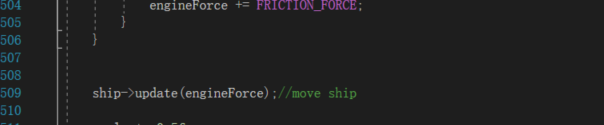 504 engineForce += FRICTION_FORCE;
505 }
506 }
507
508
509 ship->update(engineForce);//move ship
510